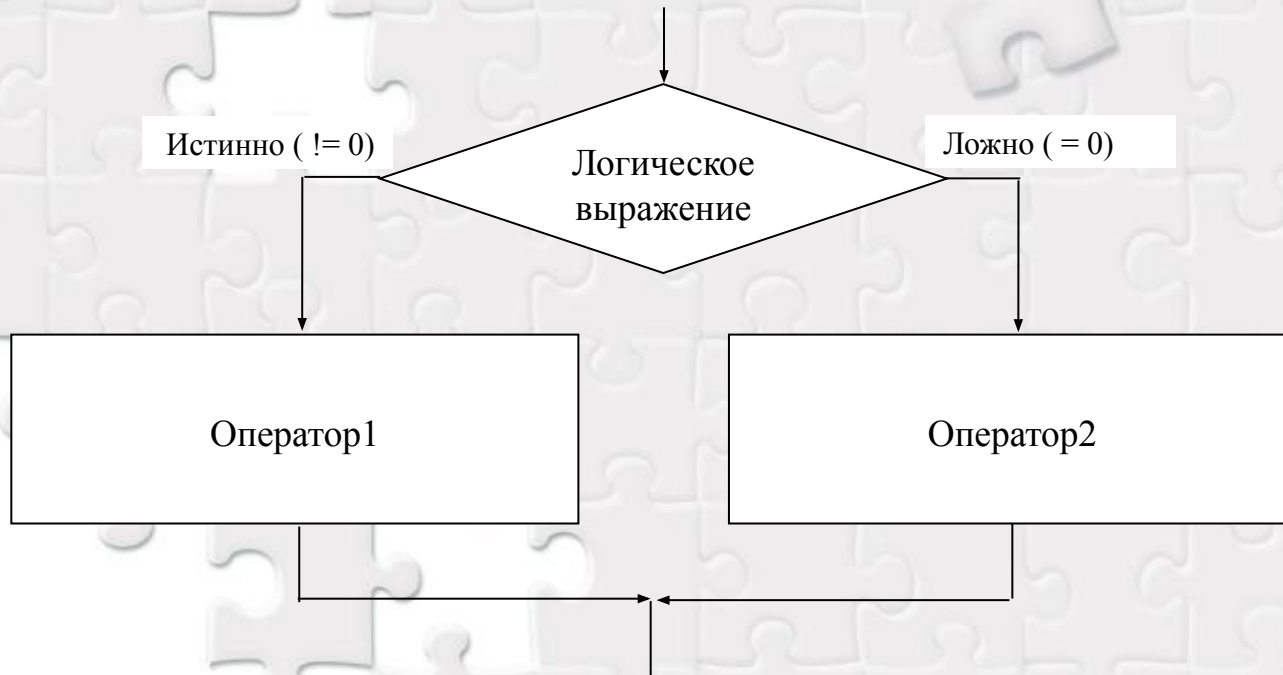 Истинно ( != 0)
Ложно ( = 0)
Логическое
выражение
Оператор1
Оператор2